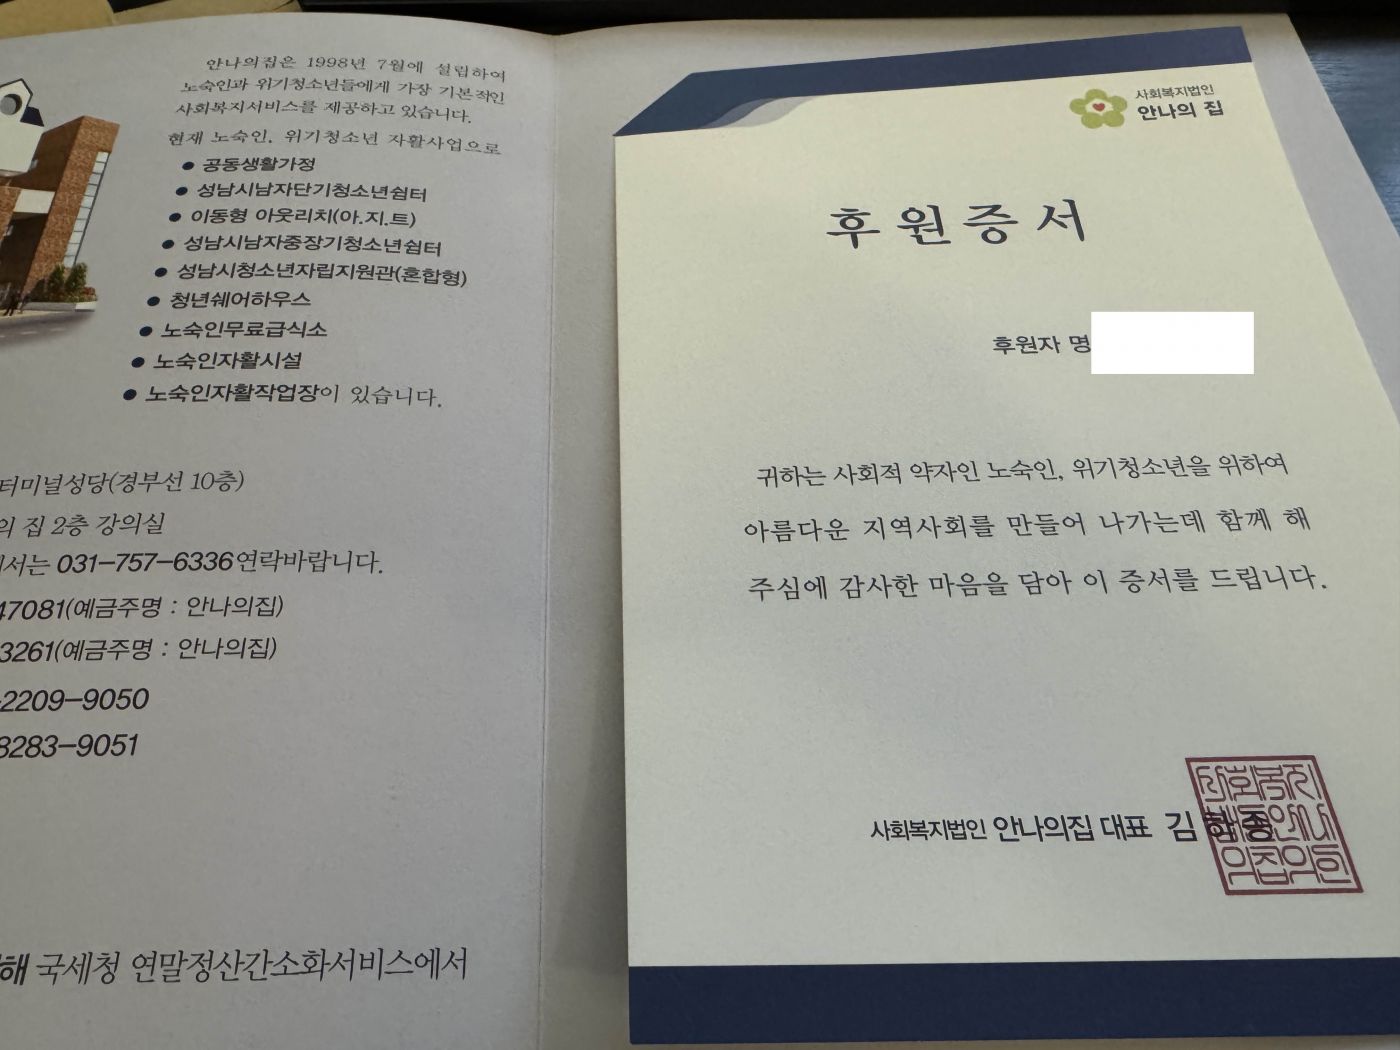 안나의집은 1998년 7월에 설립하여
노숙인과 위기청소년들에게 가장 기본적인
사회복지서비스를 제공하고 있습니다.
현재 노숙인, 위기청소년 자활사업으로
● 공동생활가정
● 성남시남자단기청소년쉼터
● 이동형 아웃리치(아.지.트)
● 성남시남자중장기청소년쉼터
● 성남시청소년자립지원관(혼합형)
● 청년쉐어하우스
● 노숙인무료급식소
● 노숙인자활시설
● 노숙인자활작업장이 있습니다.
터미널성당(경부선 10층)
의 집 2층 강의실
서는 031-757-6336연락바랍니다.
47081(예금주명 : 안나의집)
3261(예금주명 : 안나의집)
-2209-9050
8283-9051
해 국세청 연말정산간소화서비스에서
사회복지법인
안나의 집
후원증서
후원자 명
귀하는 사회적 약자인 노숙인, 위기청소년을 위하여
아름다운 지역사회를 만들어 나가는데 함께 해
주심에 감사한 마음을 담아 이 증서를 드립니다.
사회복지법인 안나의집 대표 김 하 종